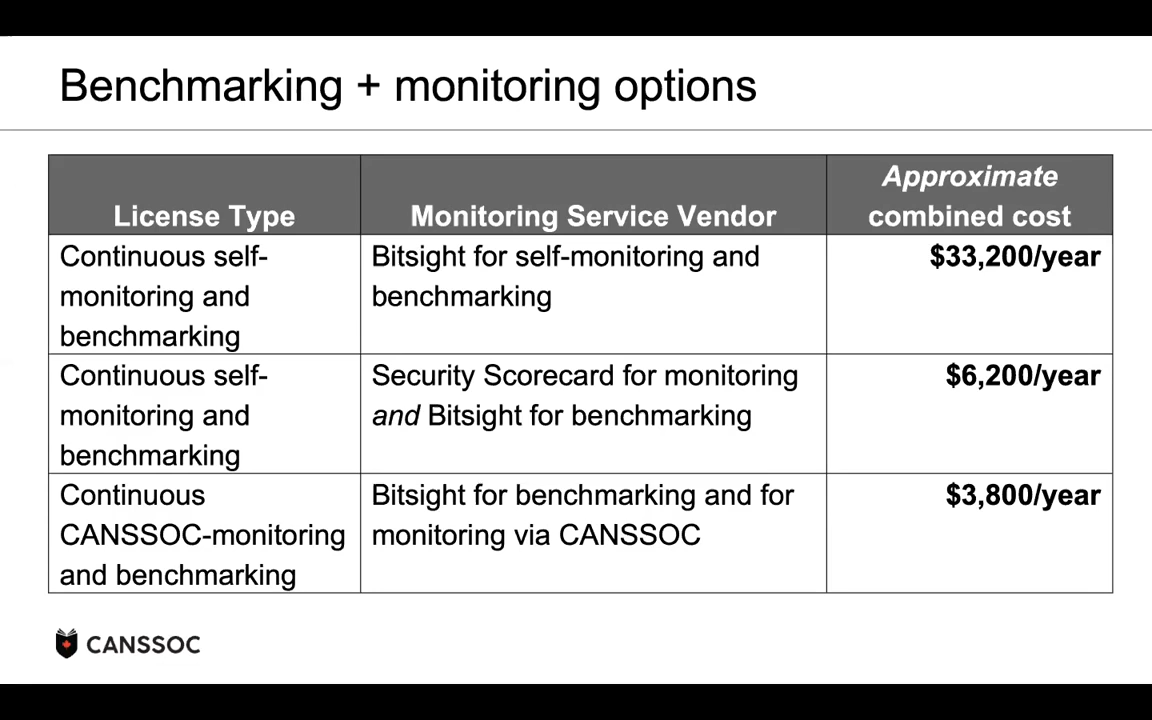 Benchmarking + monitoring options
License Type
Monitoring Service Vendor
Approximate
combined cost
Continuous self-
monitoring and
benchmarking
Bitsight for self-monitoring and
benchmarking
$33,200/year
Continuous self-
monitoring and
benchmarking
Security Scorecard for monitoring
and Bitsight for benchmarking
$6,200/year
Continuous
CANSSOC-monitoring
and benchmarking
Bitsight for benchmarking and for
monitoring via CANSSOC
$3,800/year
CANSSOC